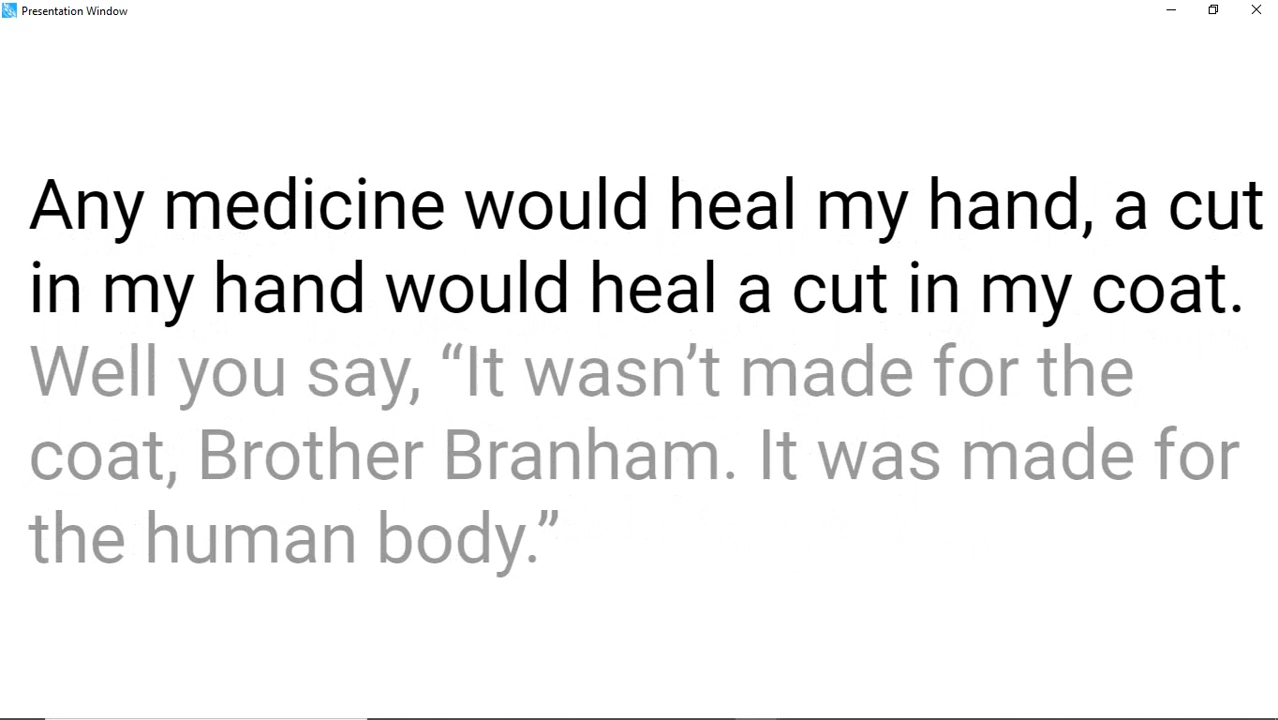 Presentation Window
Any medicine would heal my hand, a cut
in my hand would heal a cut in my coat.
Well you say, “It wasn’t made for the
coat, Brother Branham. It was made for
the human body.”